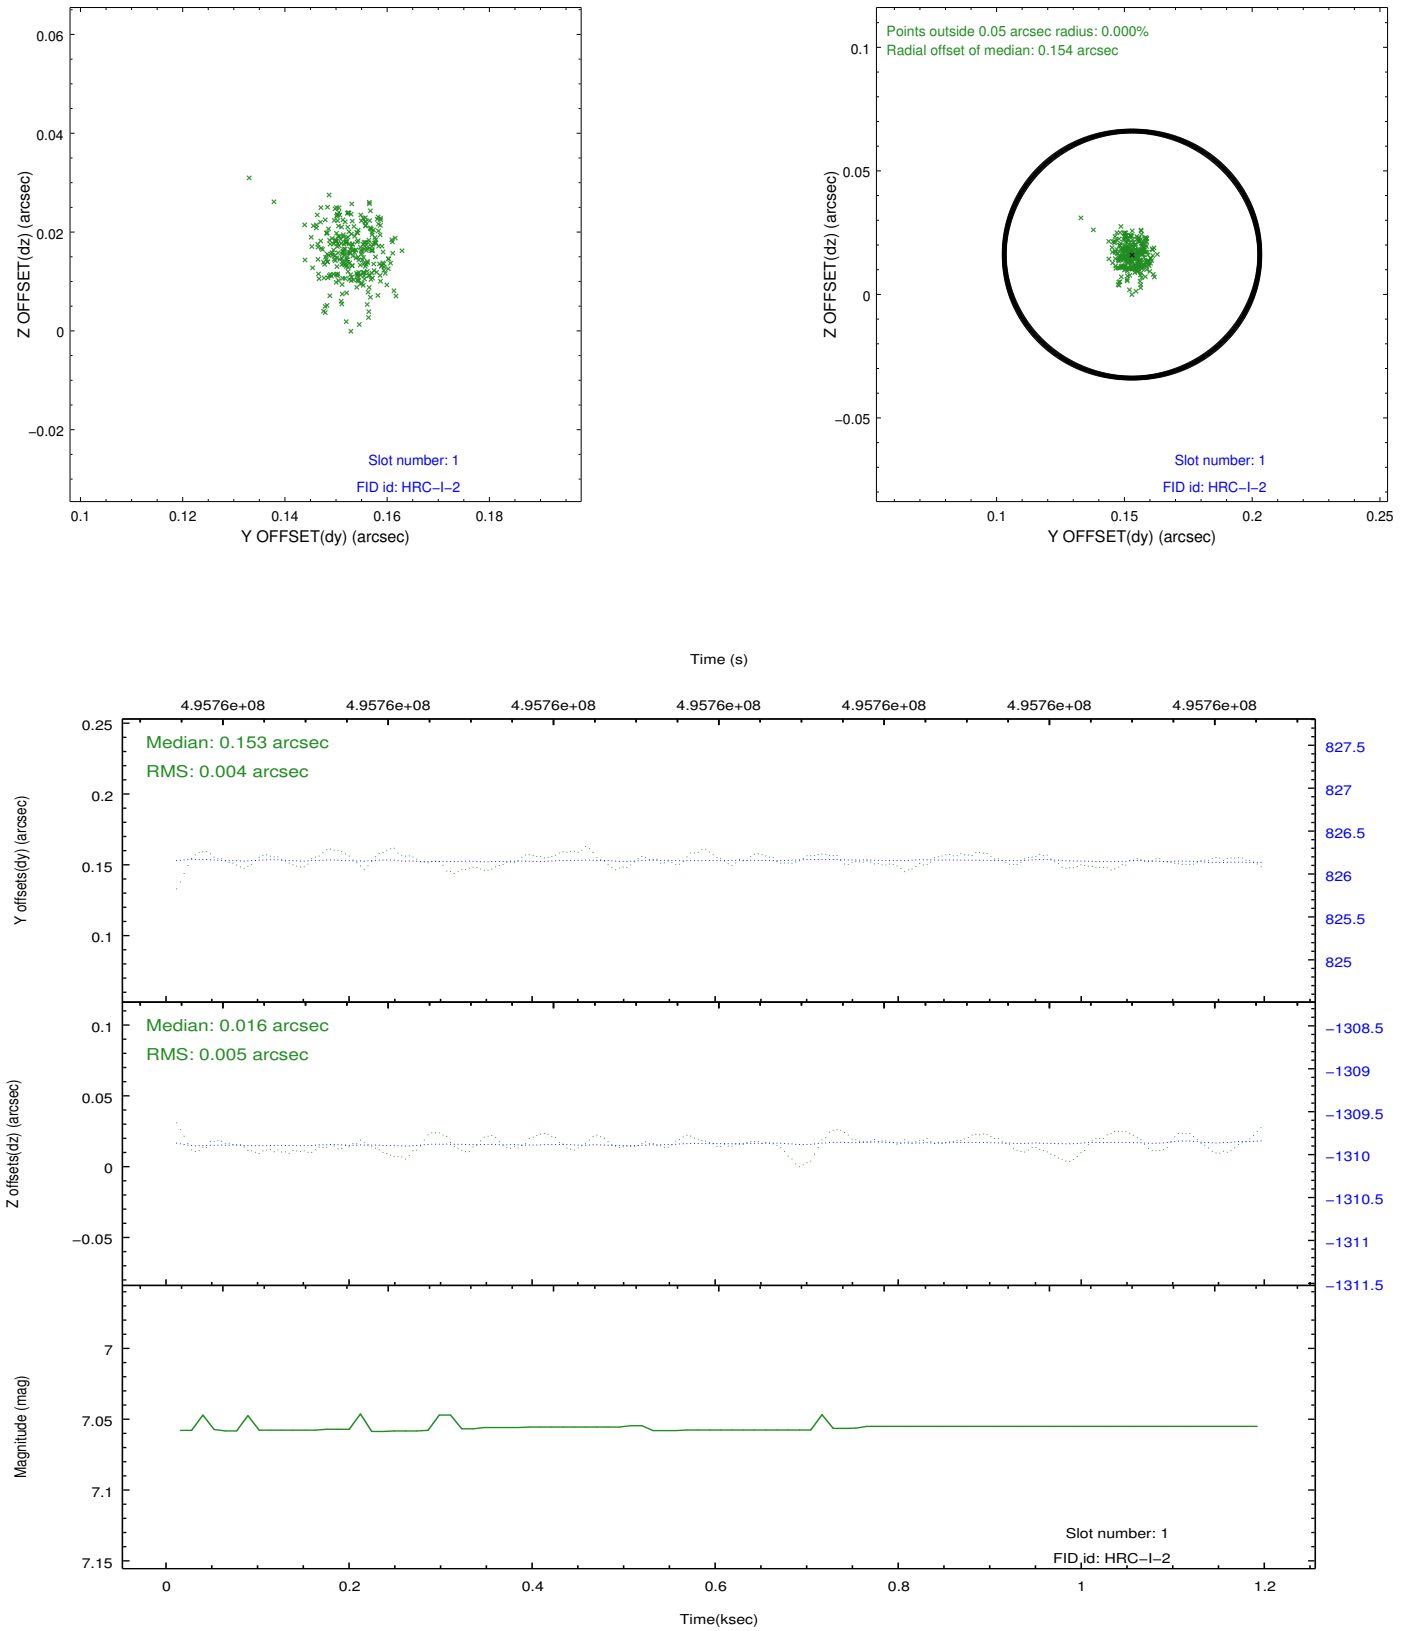 0.06
0.04
0.02
0
−0.02
Z OFFSET(dz) (arcsec)
Slot number: 1
FID id: HRC−I−2
0.1 0.12 0.14 0.16 0.18
Y OFFSET(dy) (arcsec)
Points outside 0.05 arcsec radius: 0.000%
Radial offset of median: 0.154 arcsec
0.1
0.05
0
−0.05
Z OFFSET(dz) (arcsec)
Slot number: 1
FID id: HRC−I−2
0.1 0.15 0.2 0.25
Y OFFSET(dy) (arcsec)
Time (s)
4.9576e+08 4.9576e+08 4.9576e+08 4.9576e+08 4.9576e+08 4.9576e+08 4.9576e+08
Median: 0.153 arcsec
RMS: 0.004 arcsec
0.25
0.2
0.15
0.1
Y offsets(dy) (arcsec)
827.5
827
826.5
826
825.5
825
Median: 0.016 arcsec
RMS: 0.005 arcsec
0.1
0.05
0
−0.05
Z offsets(dz) (arcsec)
−1308.5
−1309
−1309.5
−1310
−1310.5
−1311
−1311.5
7
7.05
7.1
7.15
Magnitude (mag)
Slot number: 1
FID id: HRC−I−2
0 0.2 0.4 0.6 0.8 1 1.2
Time(ksec)